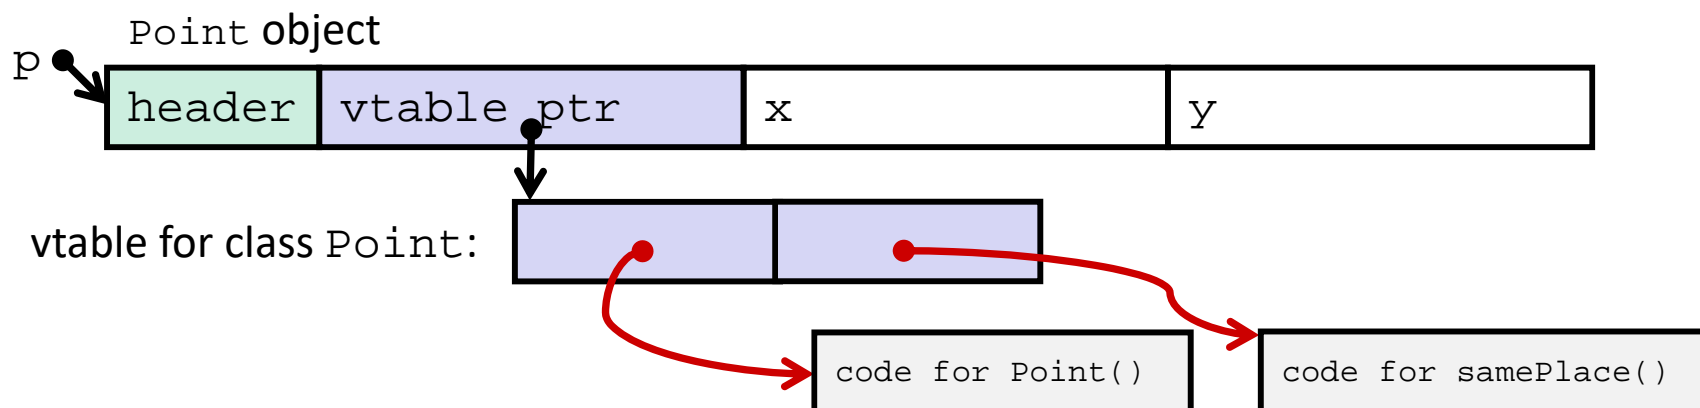 Point object
p
header vtable ptr x y
vtable for class Point:
code for Point() code for samePlace()